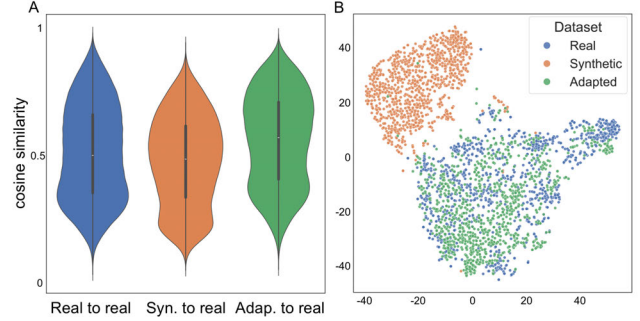 A
1
cosine similarity
0.5
0
Real to real
Syn. to real
Adap. to real
B
Dataset
Real
Synthetic
Adapted
40
20
0
-20
-40
-40
-20
0
20
40